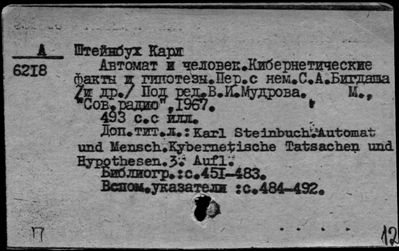 А
6218
Штейнбух Карл
Автомат и человек.Кибернетические
факты и гипотезы.Пер.с нем.С.А.Бигдаша
/и др./ Под ред.В.И.Мудрова. М.,
"Сов.радио",1967.
493 с.с илл.
Доп.тит.л.:Karl Steinbuch.Automat
und Mensch.Kybernetische Tatsachen und
Hypothesen.3. Aufl.
Библиогр.:с.451-483.
Вспом.указатели :с.484-492.
П
12